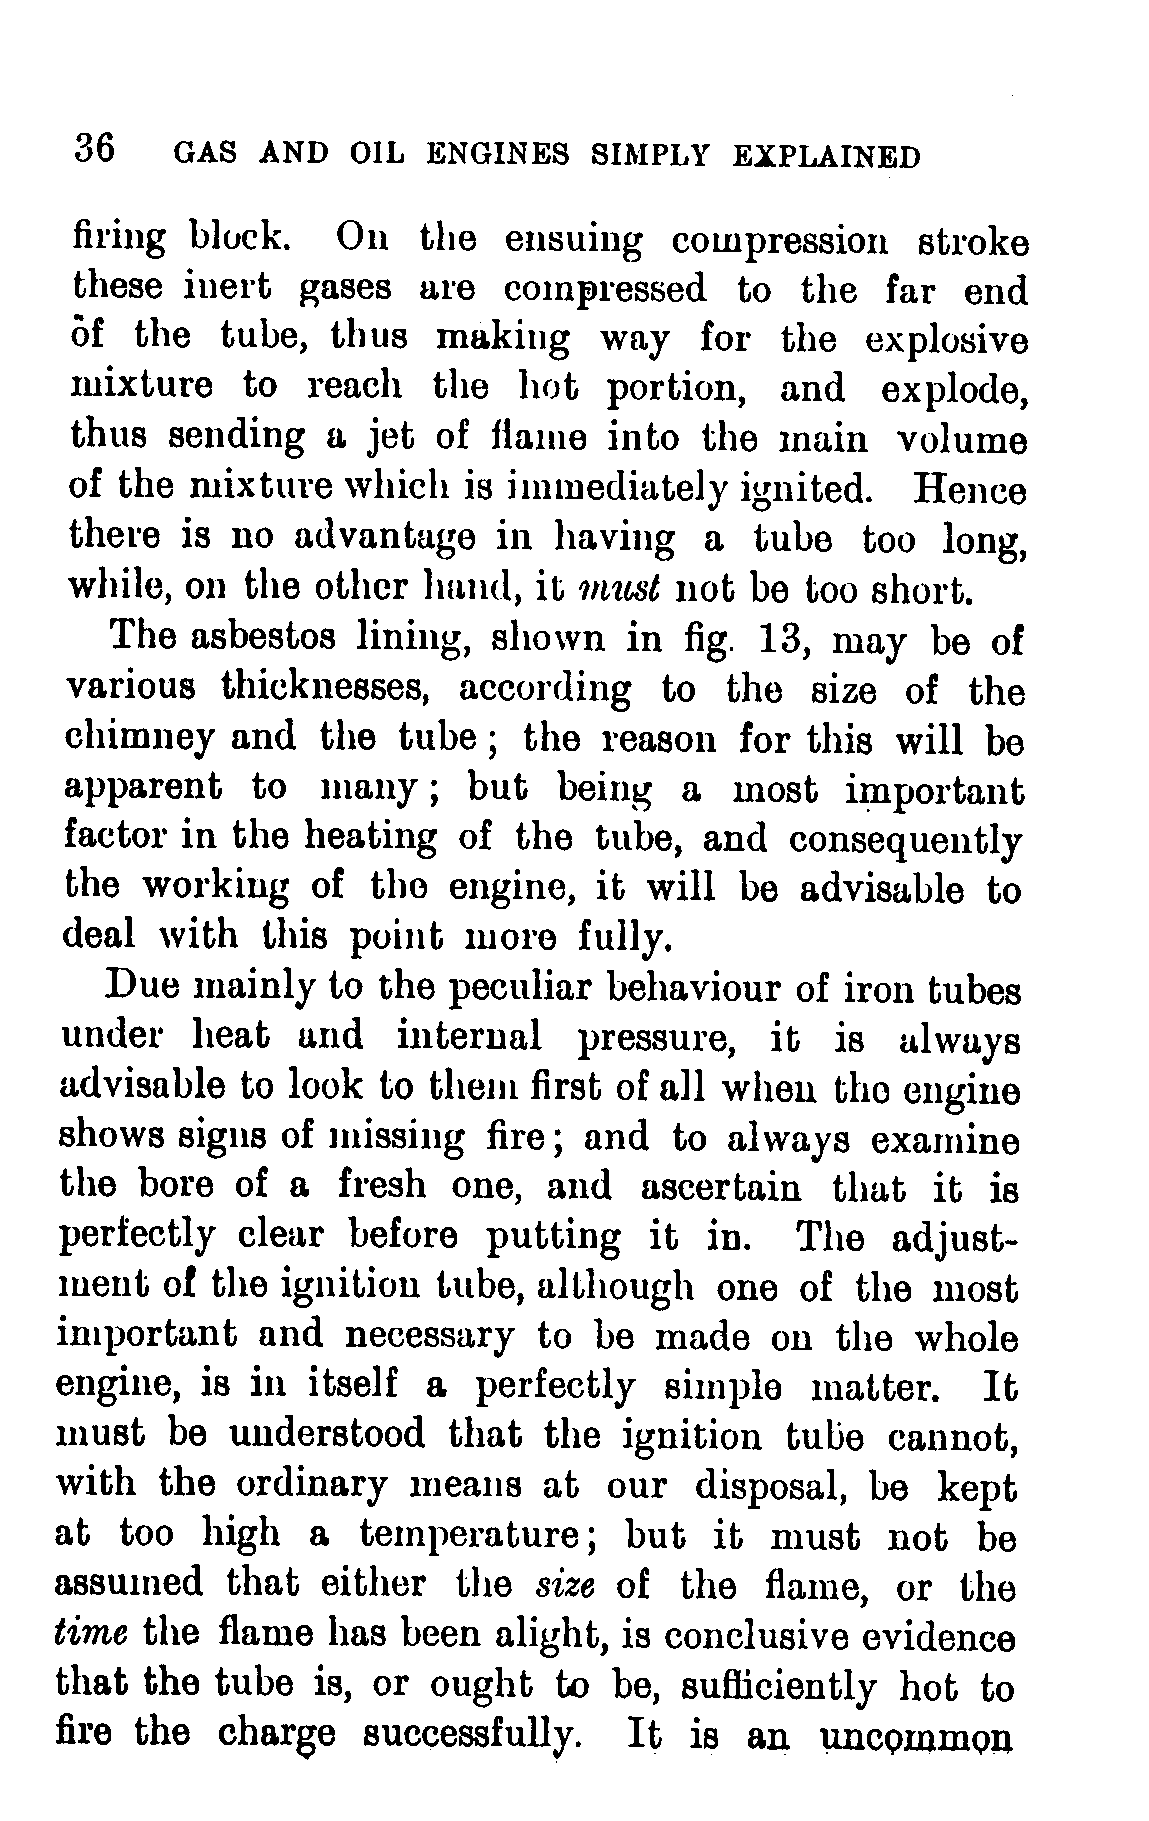 36 GAS AND OIL ENGINES SIMPLY EXPLAINED
firing block. On the ensuing compression stroke
these inert gases are compressed to the far end
of the tube, thus making way for the explosive
mixture to reach the hot portion, and explode,
thus sending a jet of flame into the main volume
of the mixture which is immediately ignited. Hence
there is no advantage in having a tube too long,
while, on the other hand, it must not be too short.
The asbestos lining, shown in fig. 13, may be of
various thicknesses, according to the size of the
chimney and the tube; the reason for this will be
apparent to many; but being a most important
factor in the heating of the tube, and consequently
the working of the engine, it will be advisable to
deal with this point more fully.
Due mainly to the peculiar behaviour of iron tubes
under heat and internal pressure, it is always
advisable to look to them first of all when the engine
shows signs of missing fire; and to always examine
the bore of a fresh one, and ascertain that it is
perfectly clear before putting it in. The adjust-
ment of the ignition tube, although one of the most
important and necessary to be made on the whole
engine, is in itself a perfectly simple matter. It
must be understood that the ignition tube cannot,
with the ordinary means at our disposal, be kept
at too high a temperature; but it must not be
assumed that either the size of the flame, or the
time the flame has been alight, is conclusive evidence
that the tube is, or ought to be, sufficiently hot to
fire the charge successfully. It is an uncommon